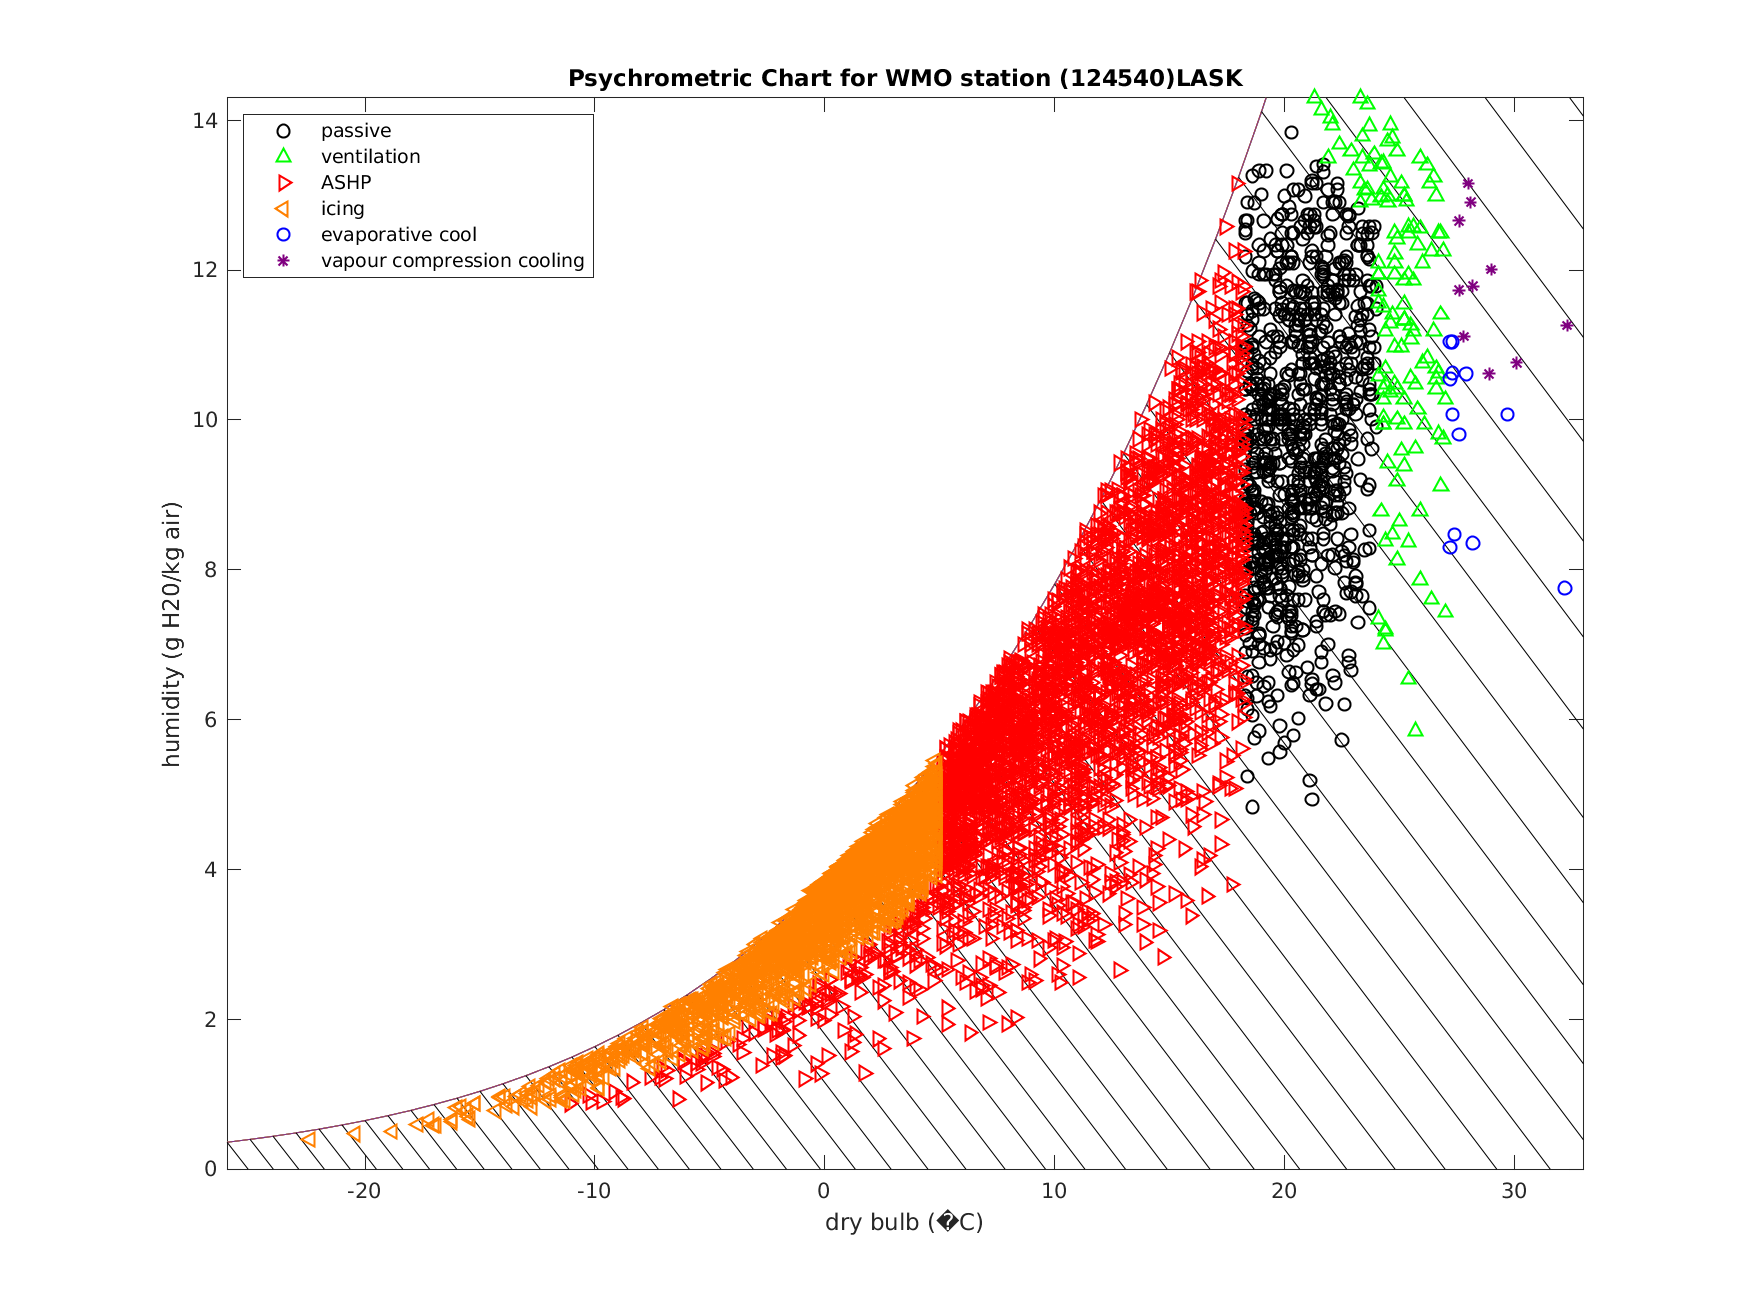 Psychrometric Chart for WMO station (124540)LASK
passive
ventilation
ASHP
icing
evaporative cool
vapour compression cooling
humidity (g H20/kg air)
14
12
10
8
6
4
2
0
-20 -10 0 10 20 30
dry bulb (�C)